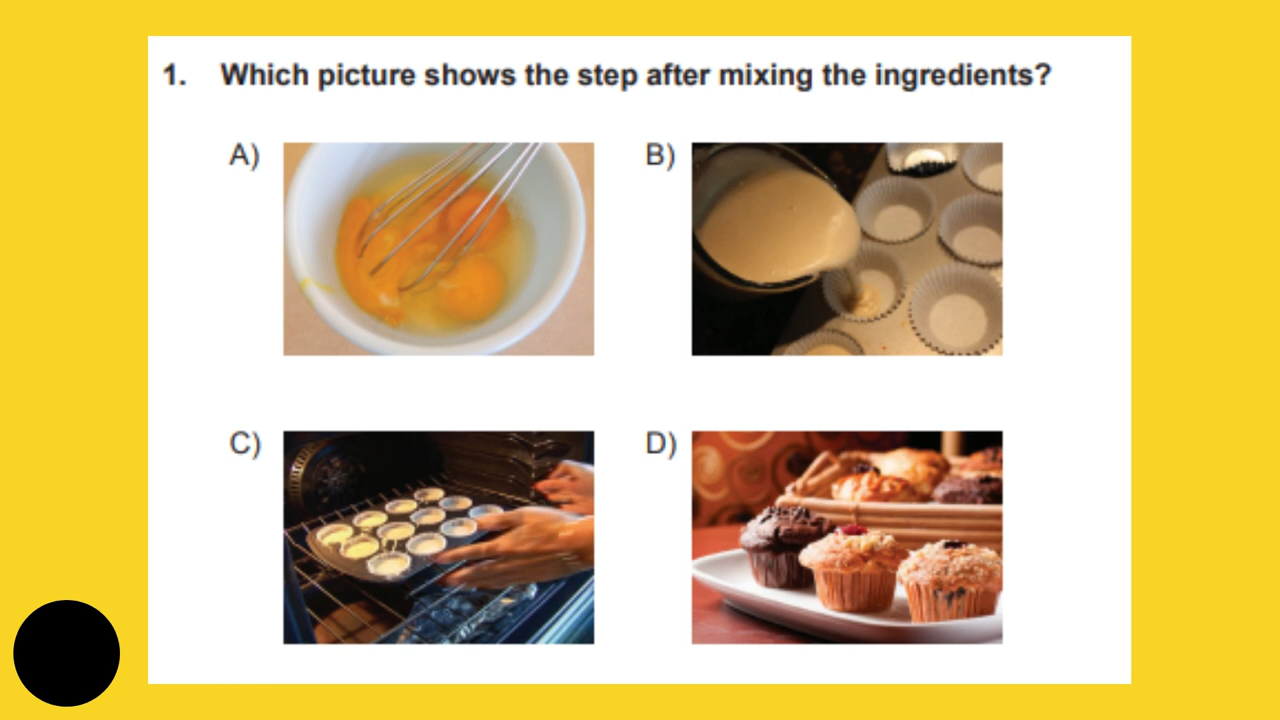 1. Which picture shows the step after mixing the ingredients?
A)
B)
C)
D)